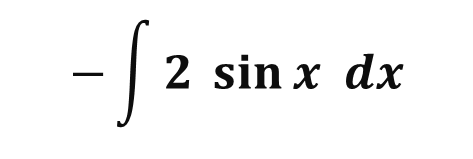 − ∫ 2 sin x dx